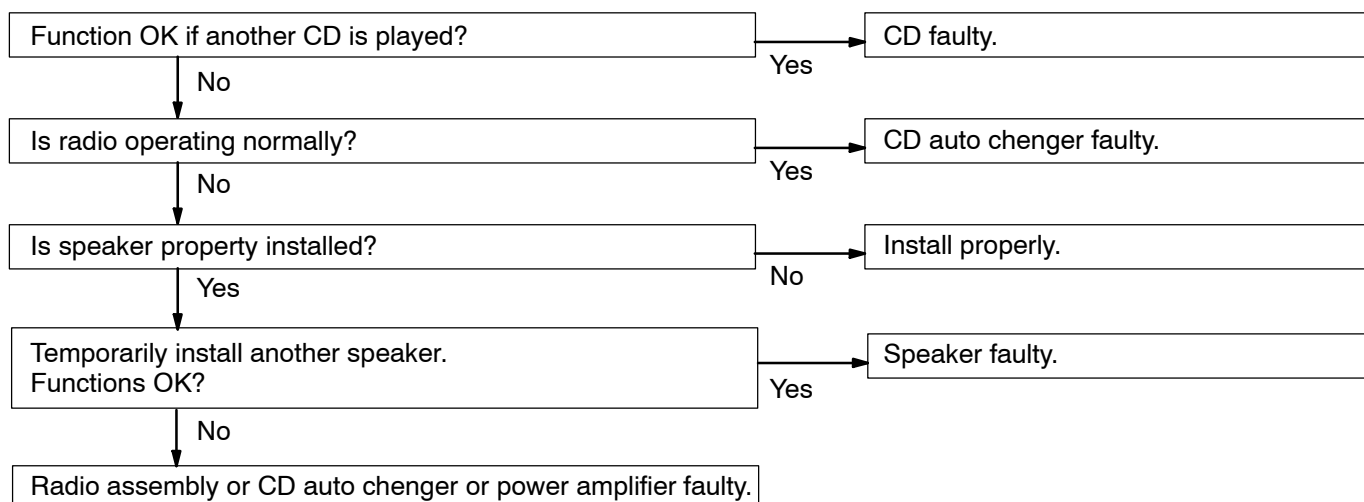 Function OK if another CD is played?
Yes
CD faulty.
No
Is radio operating normally?
Yes
CD auto chenger faulty.
No
Is speaker property installed?
No
Install properly.
Yes
Temporarily install another speaker.
Functions OK?
Yes
Speaker faulty.
No
Radio assembly or CD auto chenger or power amplifier faulty.